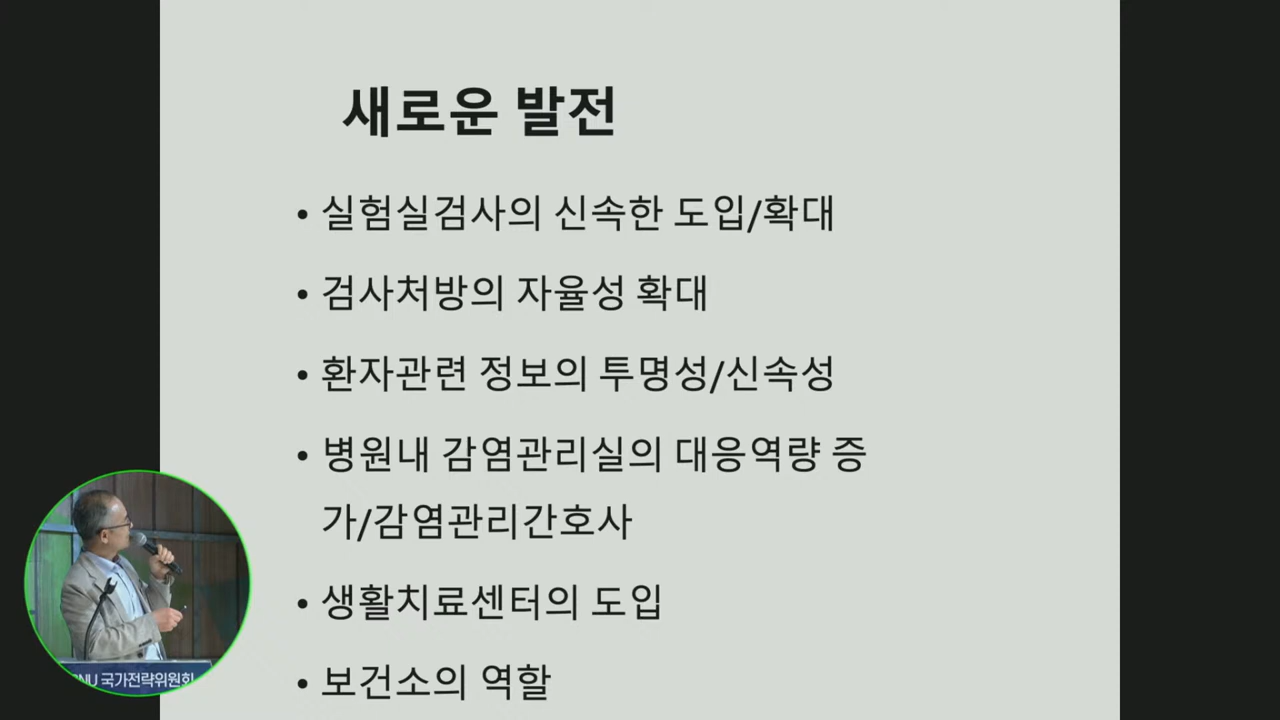 새로운 발전
• 실험실검사의 신속한 도입/확대
• 검사처방의 자율성 확대
• 환자관련 정보의 투명성/신속성
• 병원내 감염관리실의 대응역량 증
가/감염관리간호사
• 생활치료센터의 도입
• 보건소의 역할
국가전략위원회